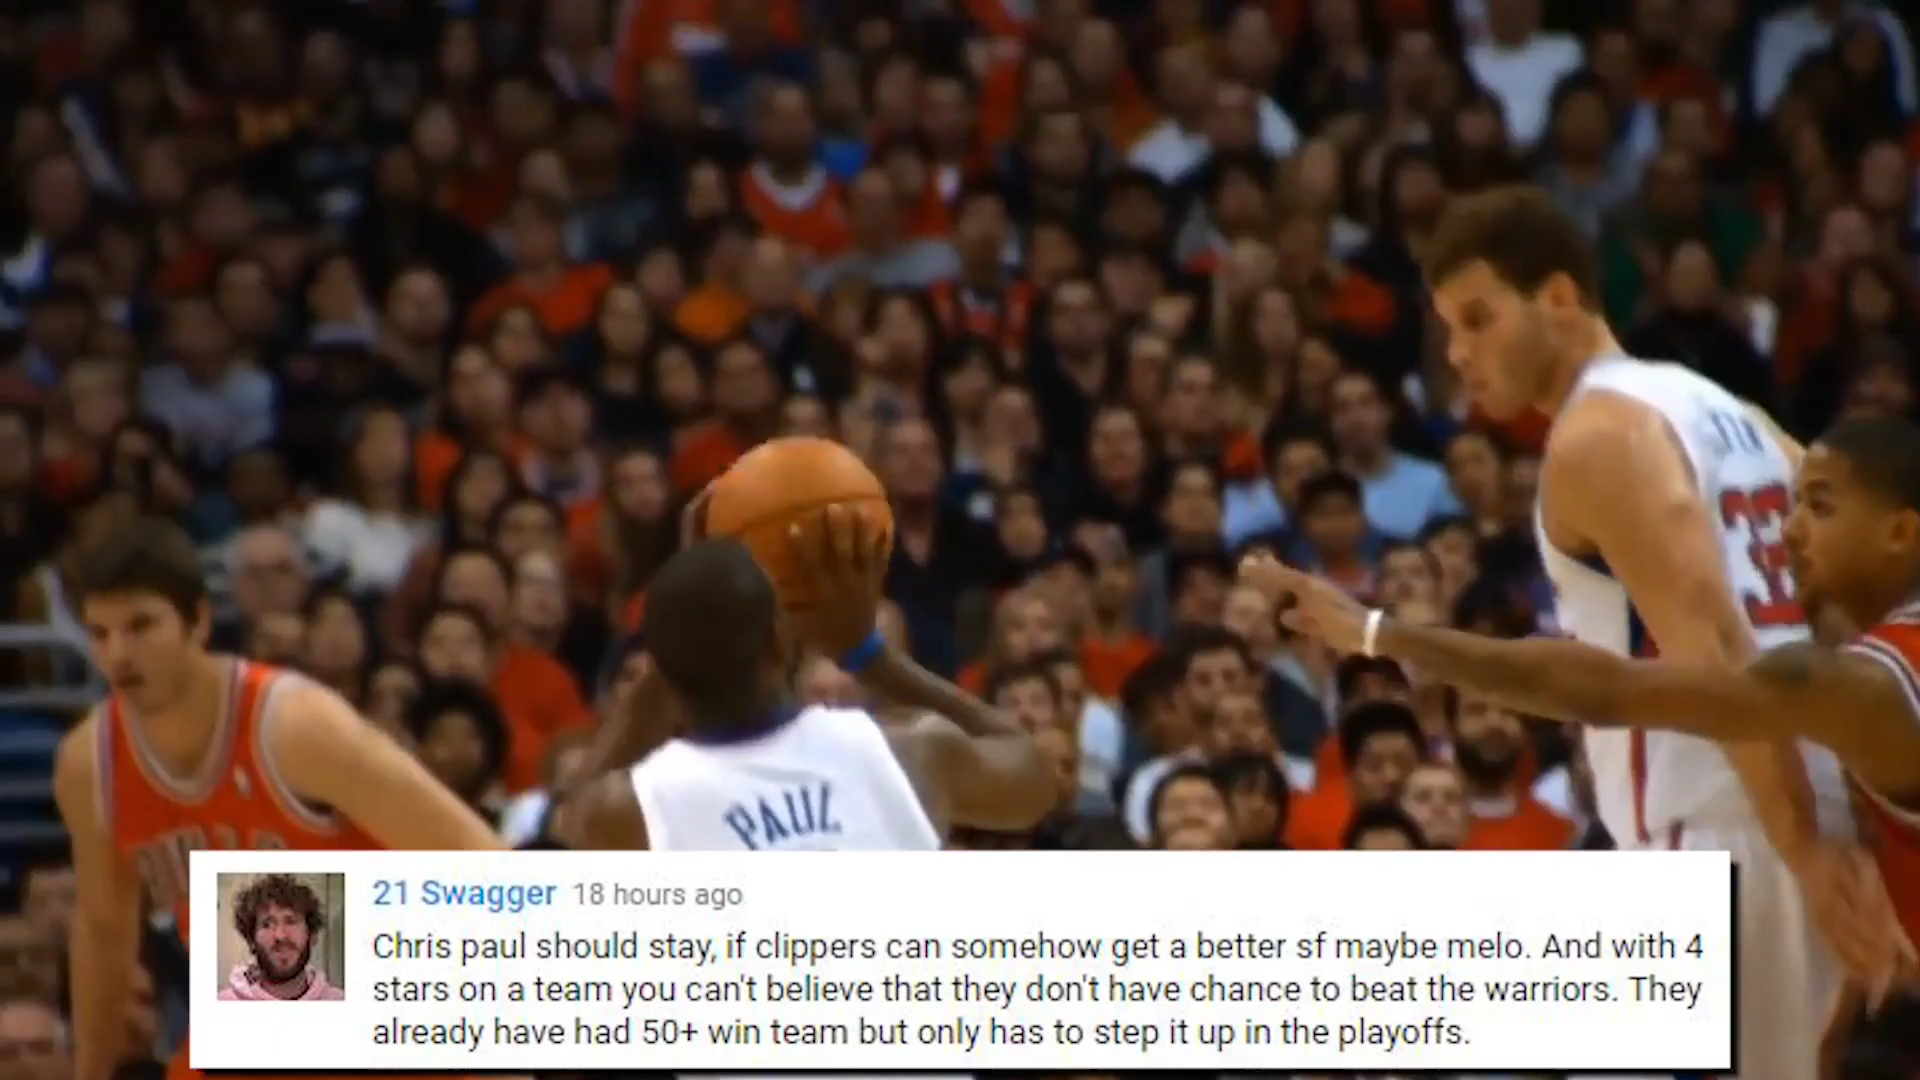 PAUL
32
21 Swagger 18 hours ago
Chris paul should stay, if clippers can somehow get a better sf maybe melo. And with 4
stars on a team you can't believe that they don't have chance to beat the warriors. They
already have had 50+ win team but only has to step it up in the playoffs.